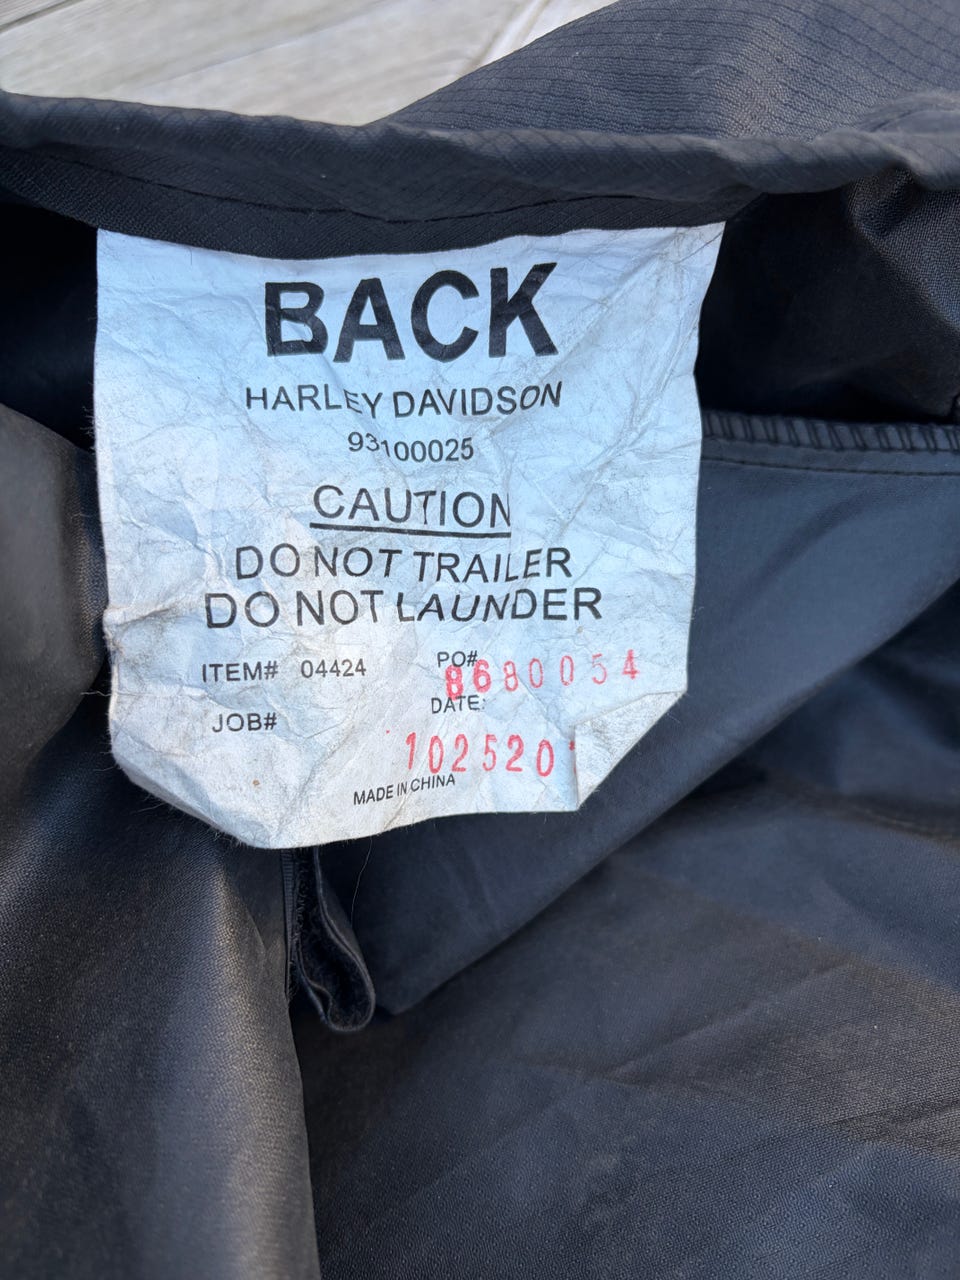 BACK
HARLEY DAVIDSON
93100025
CAUTION
DO NOT TRAILER
DO NOT LAUNDER
ITEM# 04424
PO#
8680054
JOB#
DATE:
102520
MADE IN CHINA